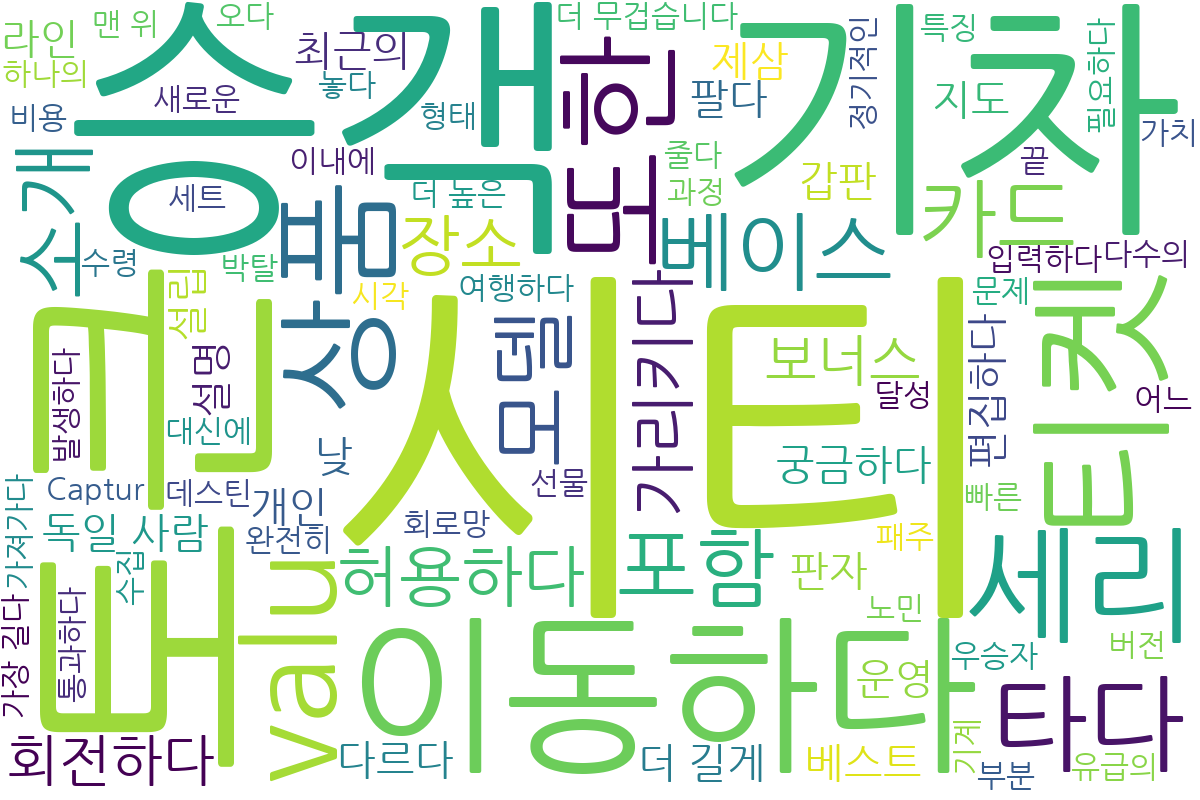 라인
맨 위
오다
하나의
비용
새로운
최근의
놓다
승객
더 무겁습니다
또한
제삼
팔다
정기적인
기차
특징
지도
필요하다
가치
형태
이내에
줄다
과정
끝
소개
세트
더 높은
갑판
카드
상품
장소
베이스
입력하다
다수의
수령
박탈
시각
여행하다
문제
설립
토큰
설명
발생하다
시티
모델
가리키다
보너스
달성
편집하다
티켓
어느
대신에
낮
선물
궁금하다
빠른
Captur
데스틴
개인
회로망
가져가다
독일 사람
완전히
패주
수집
valu
허용하다
포함
판자
세리
노민
가장 길다
통과하다
이동하다
운영
우승자
버전
회전하다
다르다
더 길게
베스트
기계
타다
부분
유급의